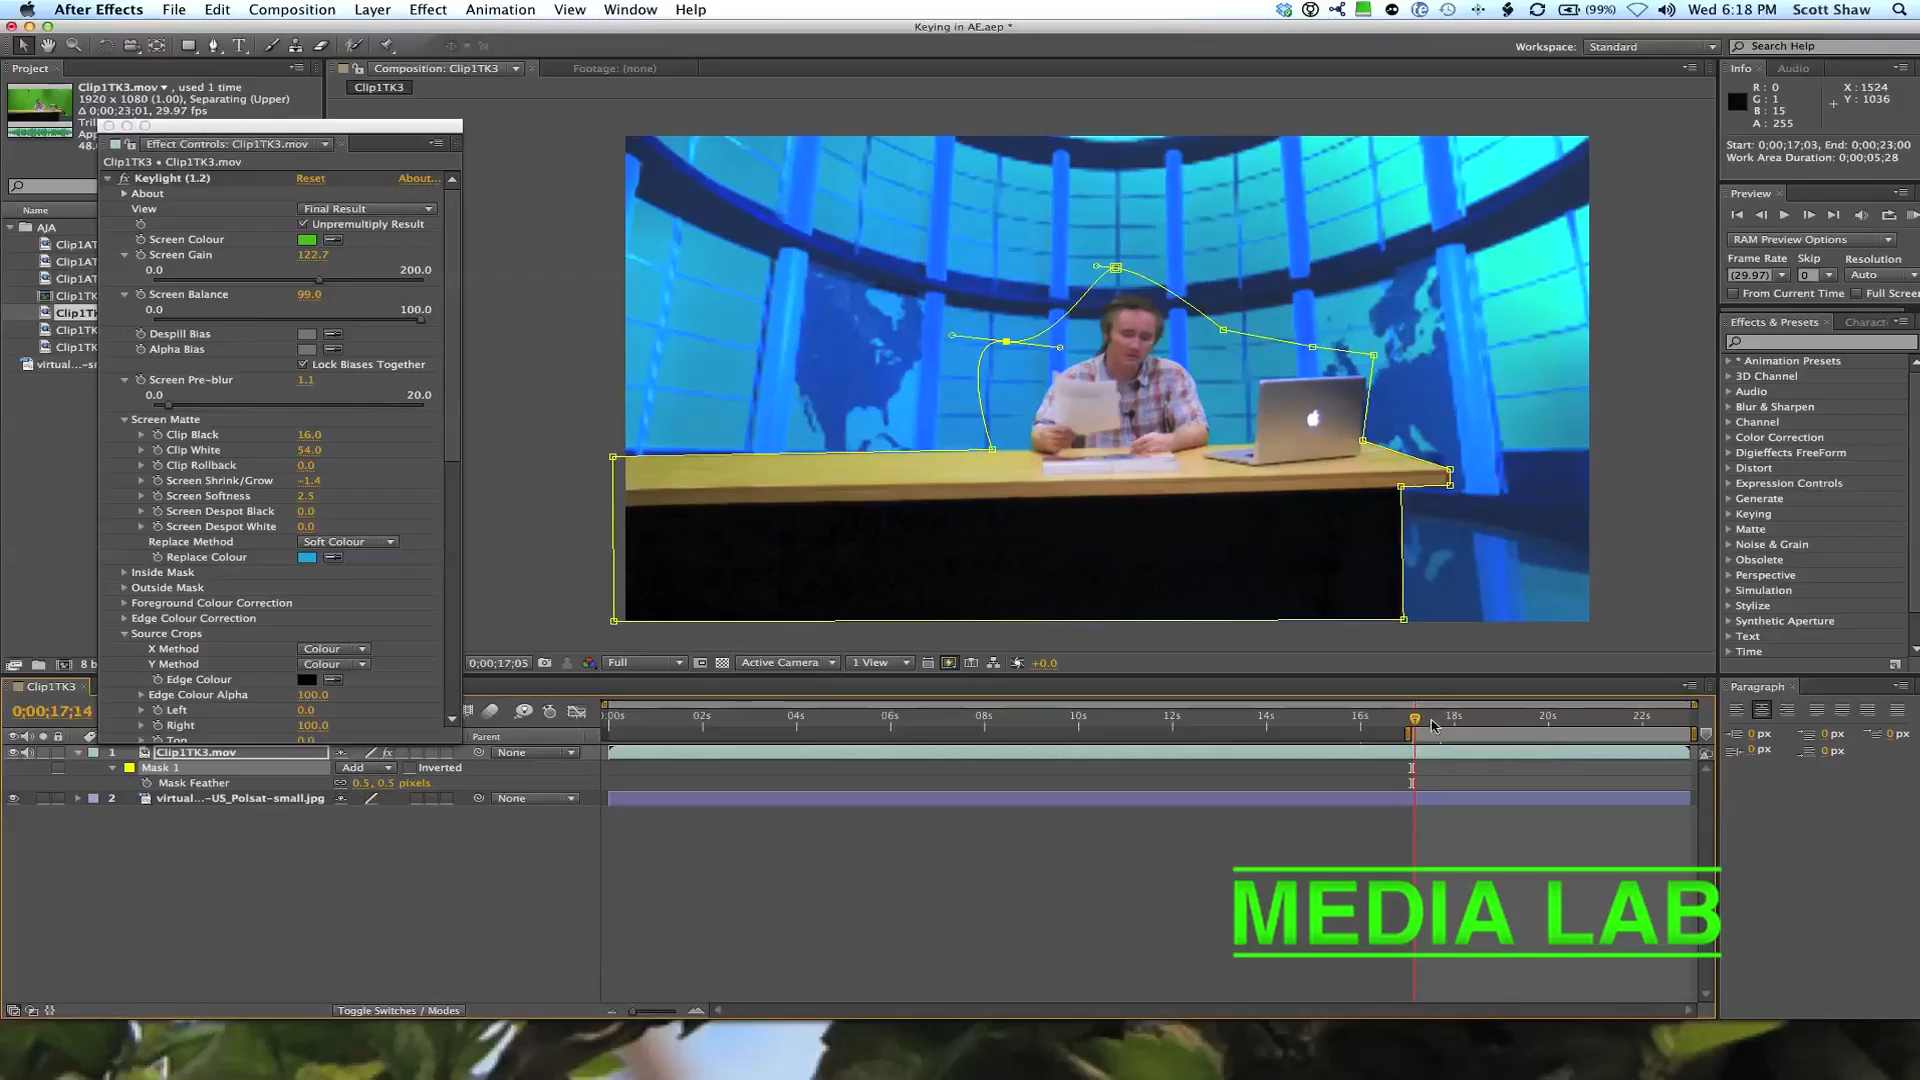 After Effects File Edit Composition Layer Effect Animation View Window Help (99%) Wed 6:18 PM Scott Shaw
Keying in AE.aep *
T Workspace: Standard Search Help
Project Composition: Clip1TK3 Footage: (none) Info Audio
Clip1TK3.mov , used 1 time
1920 x 1080 (1.00), Separating (Upper)
Δ 0;00;23;01, 29.97 fps
Clip1TK3
R: 0 X: 1524
G: 1 Y: 1036
B: 15
A: 255
Start: 0;00;17;03, End: 0;00;23;00
Work Area Duration: 0;00;05;28
Effect Controls: Clip1TK3.mov
Clip1TK3 • Clip1TK3.mov
fx Keylight (1.2) Reset About...
About
View Final Result
Unpremultiply Result
Screen Colour
Screen Gain 122.7
0.0 200.0
Screen Balance 99.0
0.0 100.0
Despill Bias
Alpha Bias
Lock Biases Together
Screen Pre-blur 1.1
0.0 20.0
Screen Matte
Clip Black 16.0
Clip White 54.0
Clip Rollback 0.0
Screen Shrink/Grow -1.4
Screen Softness 2.5
Screen Despot Black 0.0
Screen Despot White 0.0
Replace Method Soft Colour
Replace Colour
Inside Mask
Outside Mask
Foreground Colour Correction
Edge Colour Correction
Source Crops
X Method Colour
Y Method Colour
Edge Colour
Edge Colour Alpha 100.0
Left 0.0
Right 100.0
Top 0.0
Name
AJA
Clip1AT
Clip1AT
Clip1AT
Clip1TK
Clip1TK
Clip1TK
Clip1TK
virtual...-s
8 b
Preview
RAM Preview Options
Frame Rate Skip Resolution
(29.97) 0 Auto
From Current Time Full Screen
Effects & Presets Charact
* Animation Presets
3D Channel
Audio
Blur & Sharpen
Channel
Color Correction
Digieffects FreeForm
Distort
Expression Controls
Generate
Keying
Matte
Noise & Grain
Obsolete
Perspective
Simulation
Stylize
Synthetic Aperture
Text
Time
0;00;17;05 Full Active Camera 1 View +0.0
Clip1TK3
0;00;17;14
:00s 02s 04s 06s 08s 10s 12s 14s 16s 18s 20s 22s
Parent
1 Clip1TK3.mov fx None
Mask 1 Add Inverted
Mask Feather 0.5, 0.5 pixels
2 virtual...-US_Polsat-small.jpg None
Paragraph
0 px 0 px 0 px
0 px 0 px
MEDIA LAB
Toggle Switches / Modes